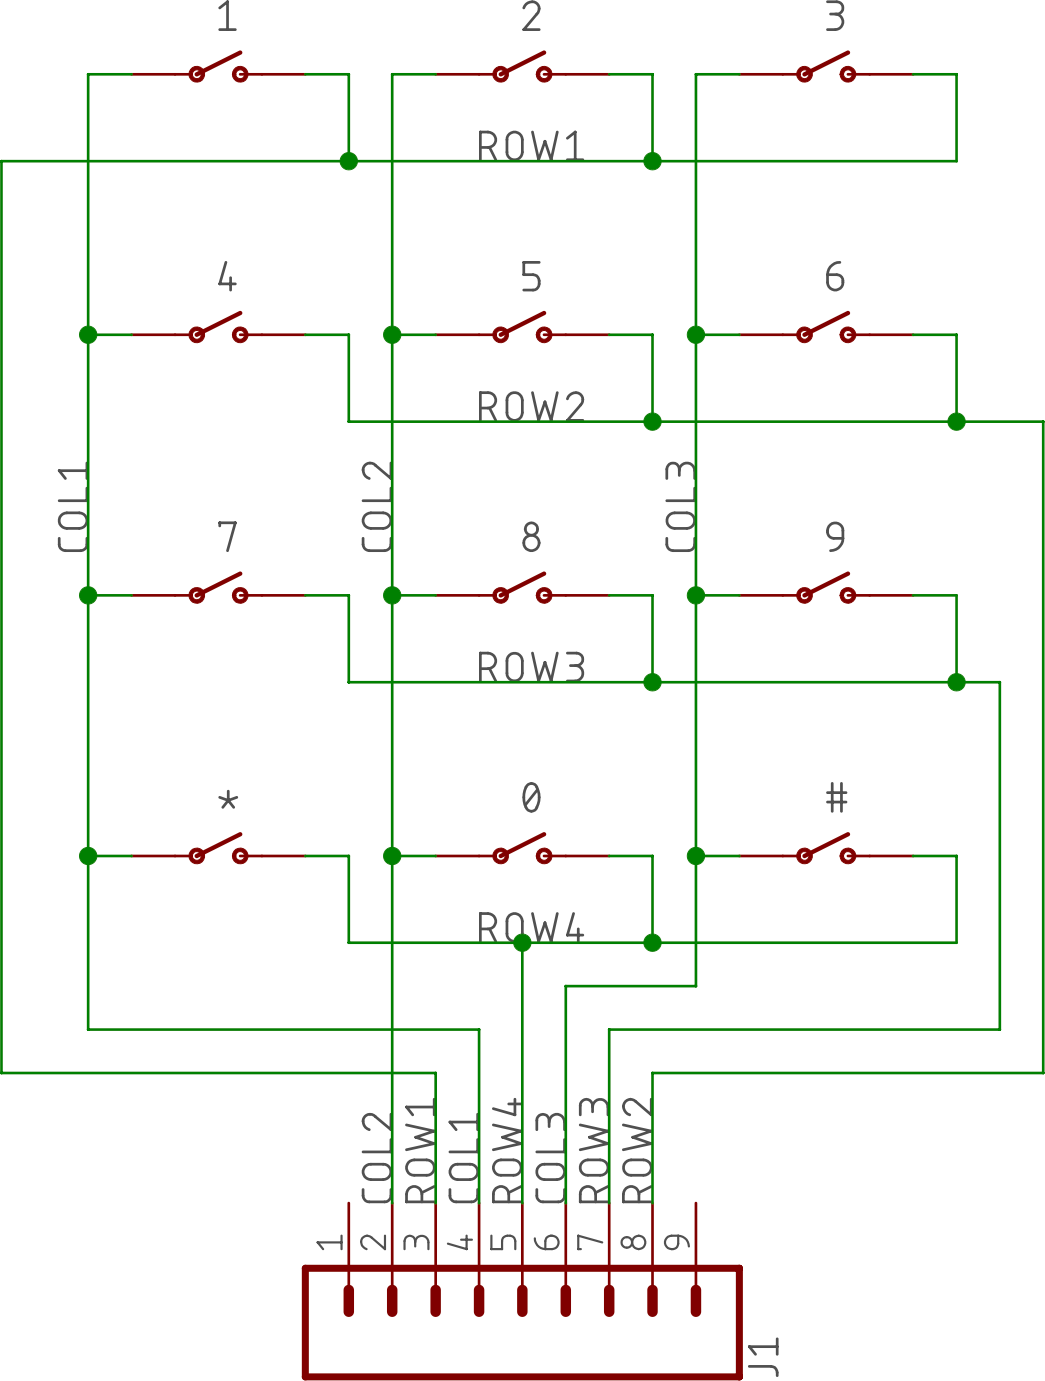 1 2 3
ROW1
4 5 6
ROW2
COL1 COL2 COL3
7 8 9
ROW3
* 0 #
ROW4
COL2 ROW1 COL1 ROW4 COL3 ROW3 ROW2
1 2 3 4 5 6 7 8 9
J1